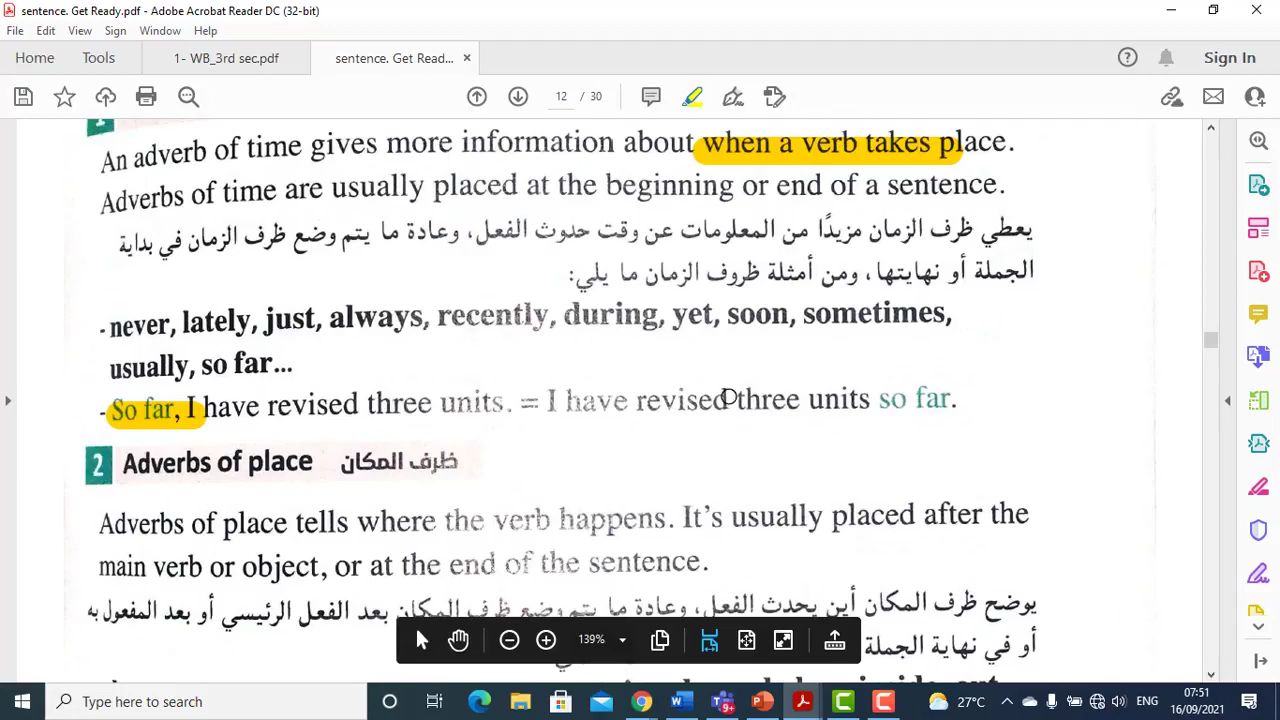 sentence. Get Ready.pdf - Adobe Acrobat Reader DC (32-bit)
File Edit View Sign Window Help
Home Tools 1- WB_3rd sec.pdf sentence. Get Read... Sign In
12 / 30
1
An adverb of time gives more information about when a verb takes place.
Adverbs of time are usually placed at the beginning or end of a sentence.
يعطي ظرف الزمان مزيدًا من المعلومات عن وقت حدوث الفعل، وعادة ما يتم وضع ظرف الزمان في بداية
الجملة أو نهايتها، ومن أمثلة ظروف الزمان ما يلي:
- never, lately, just, always, recently, during, yet, soon, sometimes,
usually, so far...
- So far, I have revised three units. = I have revised three units so far.
2 Adverbs of place ظرف المكان
Adverbs of place tells where the verb happens. It's usually placed after the
main verb or object, or at the end of the sentence.
يوضح ظرف المكان أين يحدث الفعل، وعادة ما يتم وضع ظرف المكان بعد الفعل الرئيسي أو بعد المفعول به
أو في نهاية الجملة
139%
Type here to search
27°C ENG 07:51
16/09/2021